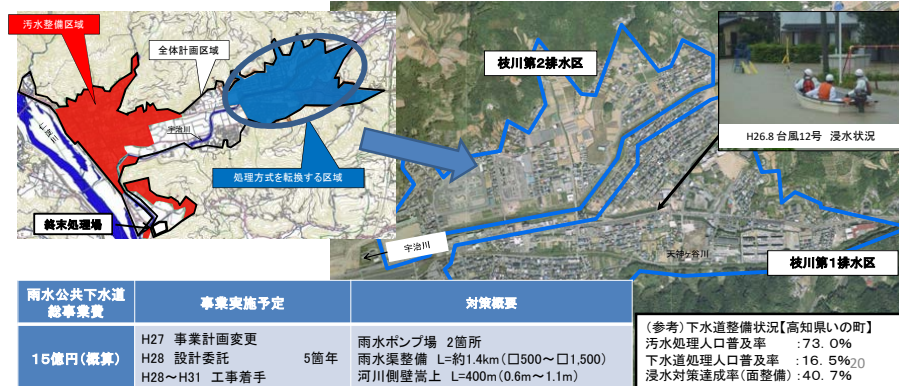 汚水整備区域
全体計画区域
仁淀川
宇治川
処理方式を転換する区域
終末処理場
枝川第2排水区
H26.8 台風12号 浸水状況
宇治川
天神ヶ谷川
枝川第1排水区
雨水公共下水道
総事業費
事業実施予定
対策概要
15億円(概算)
H27 事業計画変更
H28 設計委託 5箇年
H28～H31 工事着手
雨水ポンプ場 2箇所
雨水渠整備 L=約1.4km(□500～□1,500)
河川側壁嵩上 L=400m(0.6m～1.1m)
(参考)下水道整備状況【高知県いの町】
汚水処理人口普及率 :73.0%
下水道処理人口普及率 :16.5%
浸水対策達成率(面整備):40.7%
20